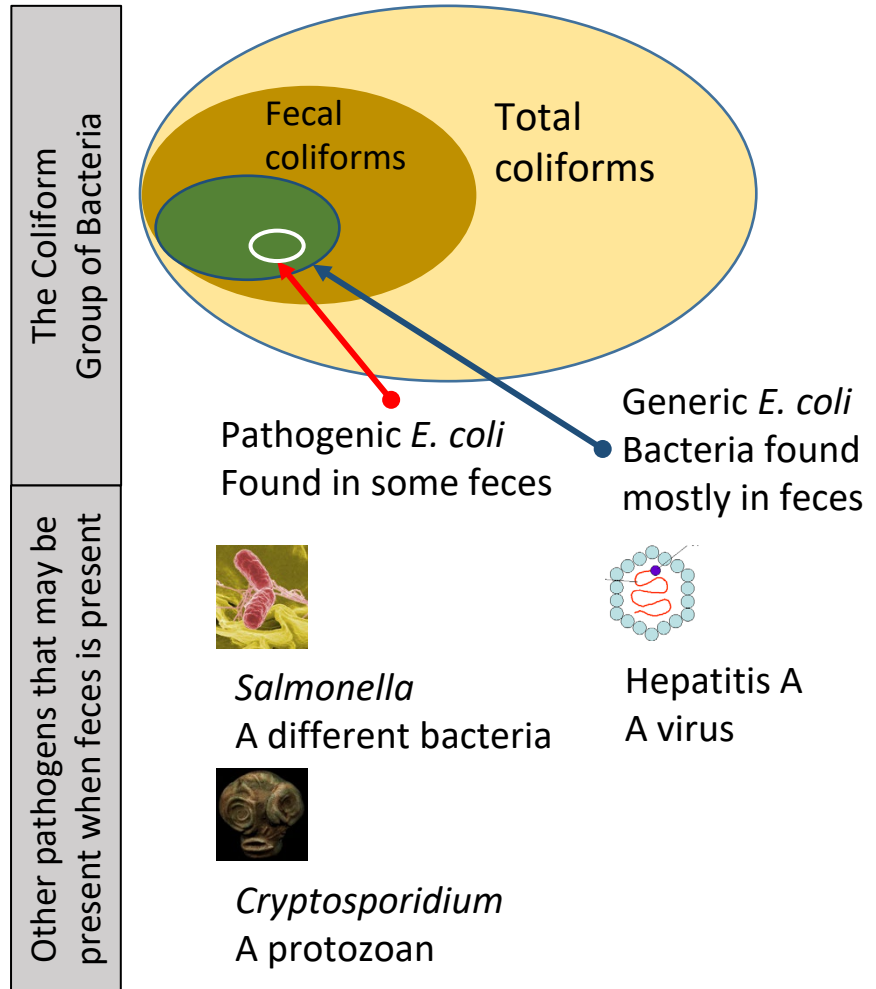 The Coliform
Group of Bacteria
Fecal
coliforms
Total
coliforms
Pathogenic E. coli
Found in some feces
Generic E. coli
Bacteria found
mostly in feces
Other pathogens that may be
present when feces is present
Salmonella
A different bacteria
Hepatitis A
A virus
Cryptosporidium
A protozoan